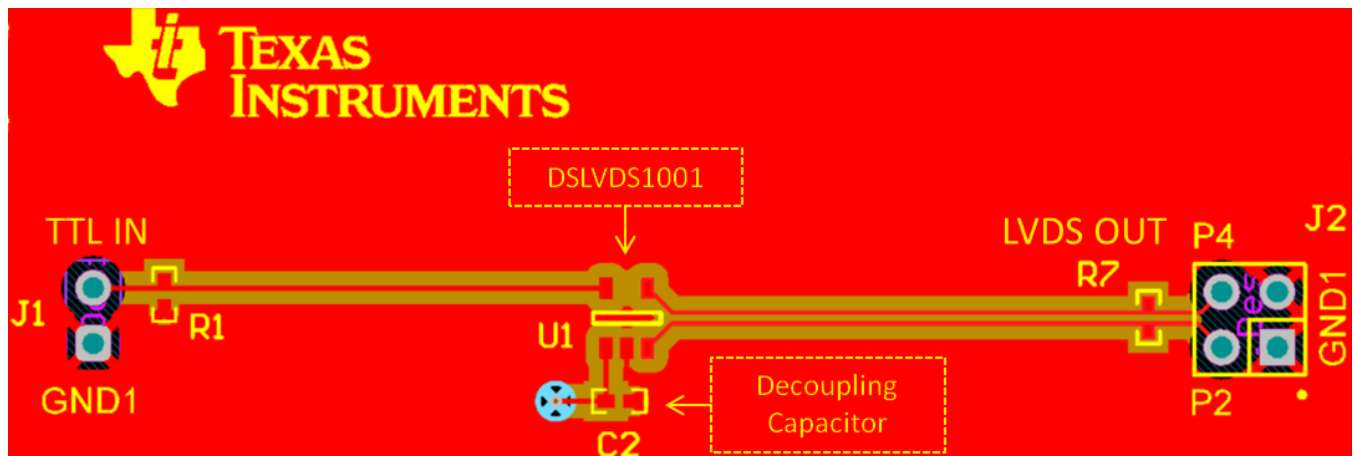 TEXAS
INSTRUMENTS
DSLVDS1001
TTL IN
LVDS OUT
P4
J2
R7
J1
R1
U1
GND1
GND1
Decoupling
Capacitor
P2
C2